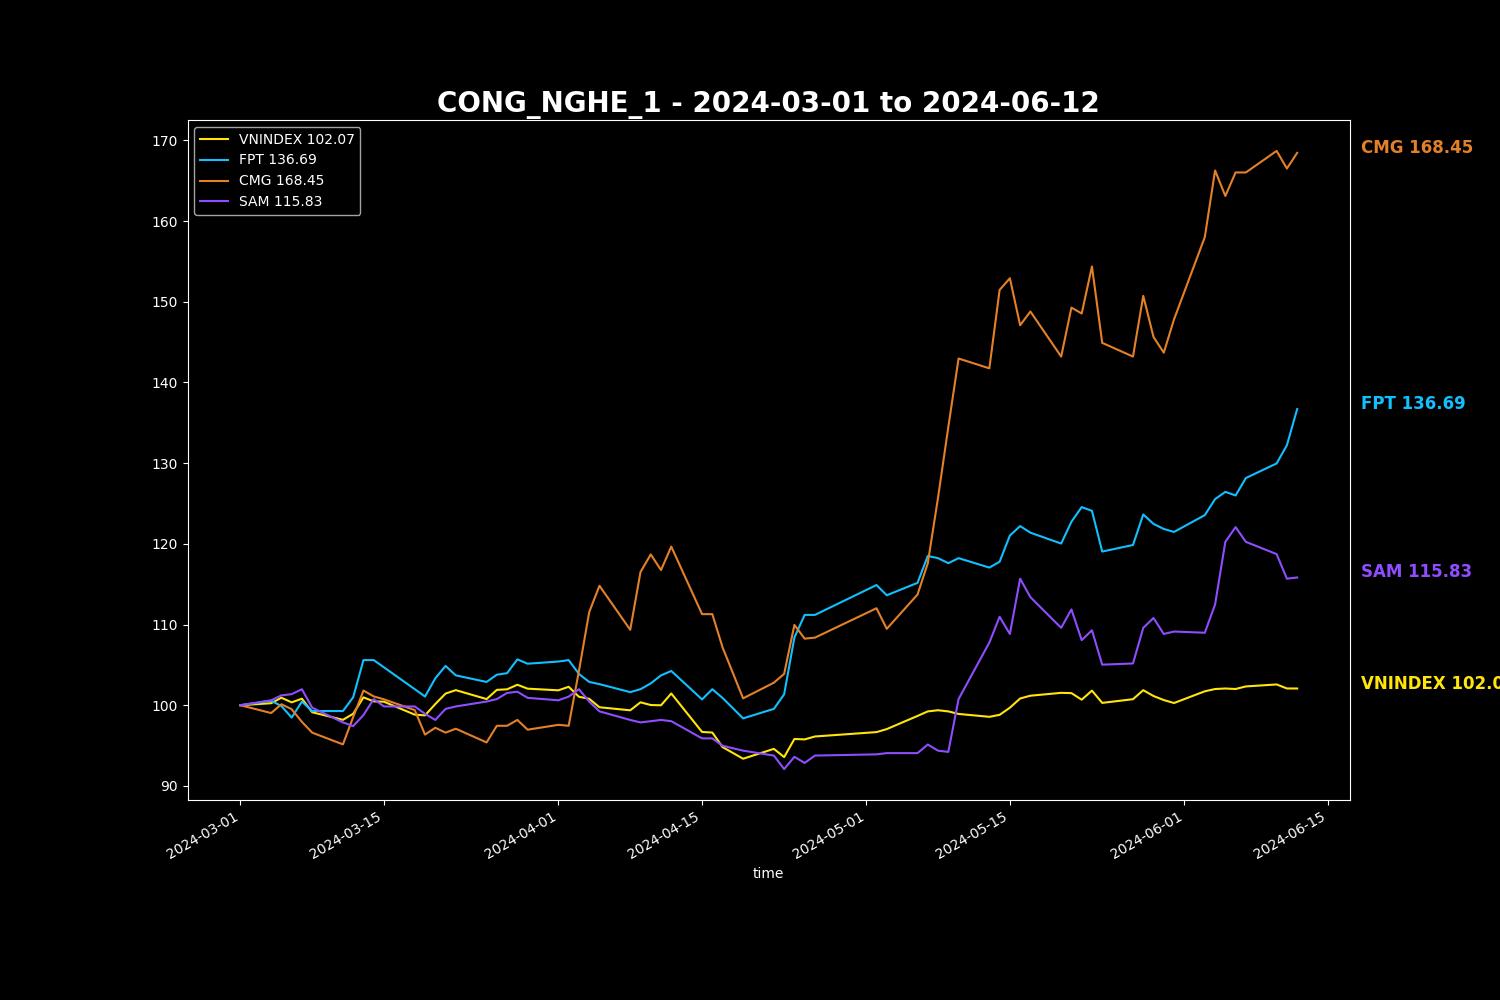 CONG_NGHE_1 - 2024-03-01 to 2024-06-12
VNINDEX 102.07
FPT 136.69
CMG 168.45
SAM 115.83
170
160
150
140
130
120
110
100
90
CMG 168.45
FPT 136.69
SAM 115.83
VNINDEX 102.0
2024-03-01
2024-03-15
2024-04-01
2024-04-15
2024-05-01
2024-05-15
2024-06-01
2024-06-15
time